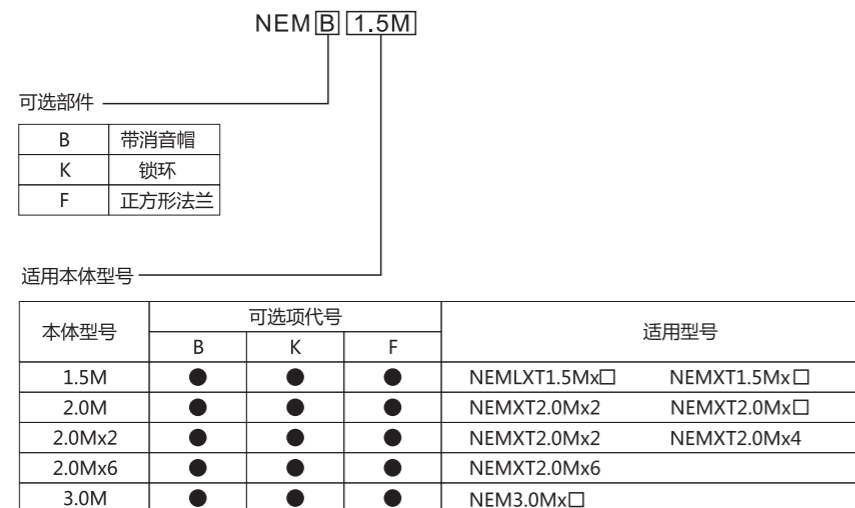 NEM B 1.5M
可选部件
B 带消音帽
K 锁环
F 正方形法兰
适用本体型号
本体型号 可选项代号 适用型号
B K F
1.5M ● ● ● NEMLXT1.5Mx□ NEMXT1.5Mx□
2.0M ● ● ● NEMXT2.0Mx2 NEMXT2.0Mx□
2.0Mx2 ● ● ● NEMXT2.0Mx2 NEMXT2.0Mx4
2.0Mx6 ● ● ● NEMXT2.0Mx6
3.0M ● ● ● NEM3.0Mx□